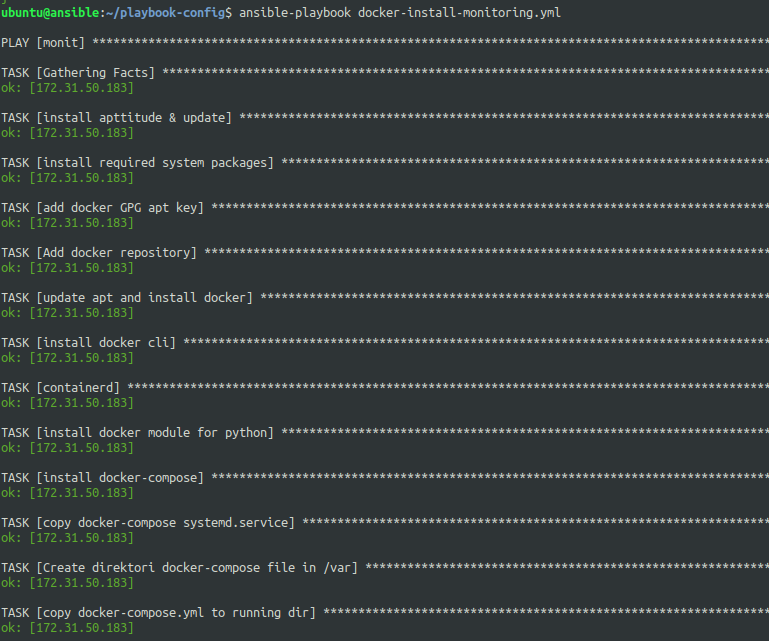 ubuntu@ansible:~/playbook-config$ ansible-playbook docker-install-monitoring.yml
PLAY [monit] *************************************************************************************************
TASK [Gathering Facts] ***************************************************************************************
ok: [172.31.50.183]
TASK [install apttitude & update] ****************************************************************************
ok: [172.31.50.183]
TASK [install required system packages] **********************************************************************
ok: [172.31.50.183]
TASK [add docker GPG apt key] ********************************************************************************
ok: [172.31.50.183]
TASK [Add docker repository] *********************************************************************************
ok: [172.31.50.183]
TASK [update apt and install docker] *************************************************************************
ok: [172.31.50.183]
TASK [install docker cli] ************************************************************************************
ok: [172.31.50.183]
TASK [containerd] ********************************************************************************************
ok: [172.31.50.183]
TASK [install docker module for python] **********************************************************************
ok: [172.31.50.183]
TASK [install docker-compose] ********************************************************************************
ok: [172.31.50.183]
TASK [copy docker-compose systemd.service] *******************************************************************
ok: [172.31.50.183]
TASK [Create direktori docker-compose file in /var] **********************************************************
ok: [172.31.50.183]
TASK [copy docker-compose.yml to running dir] ****************************************************************
ok: [172.31.50.183]